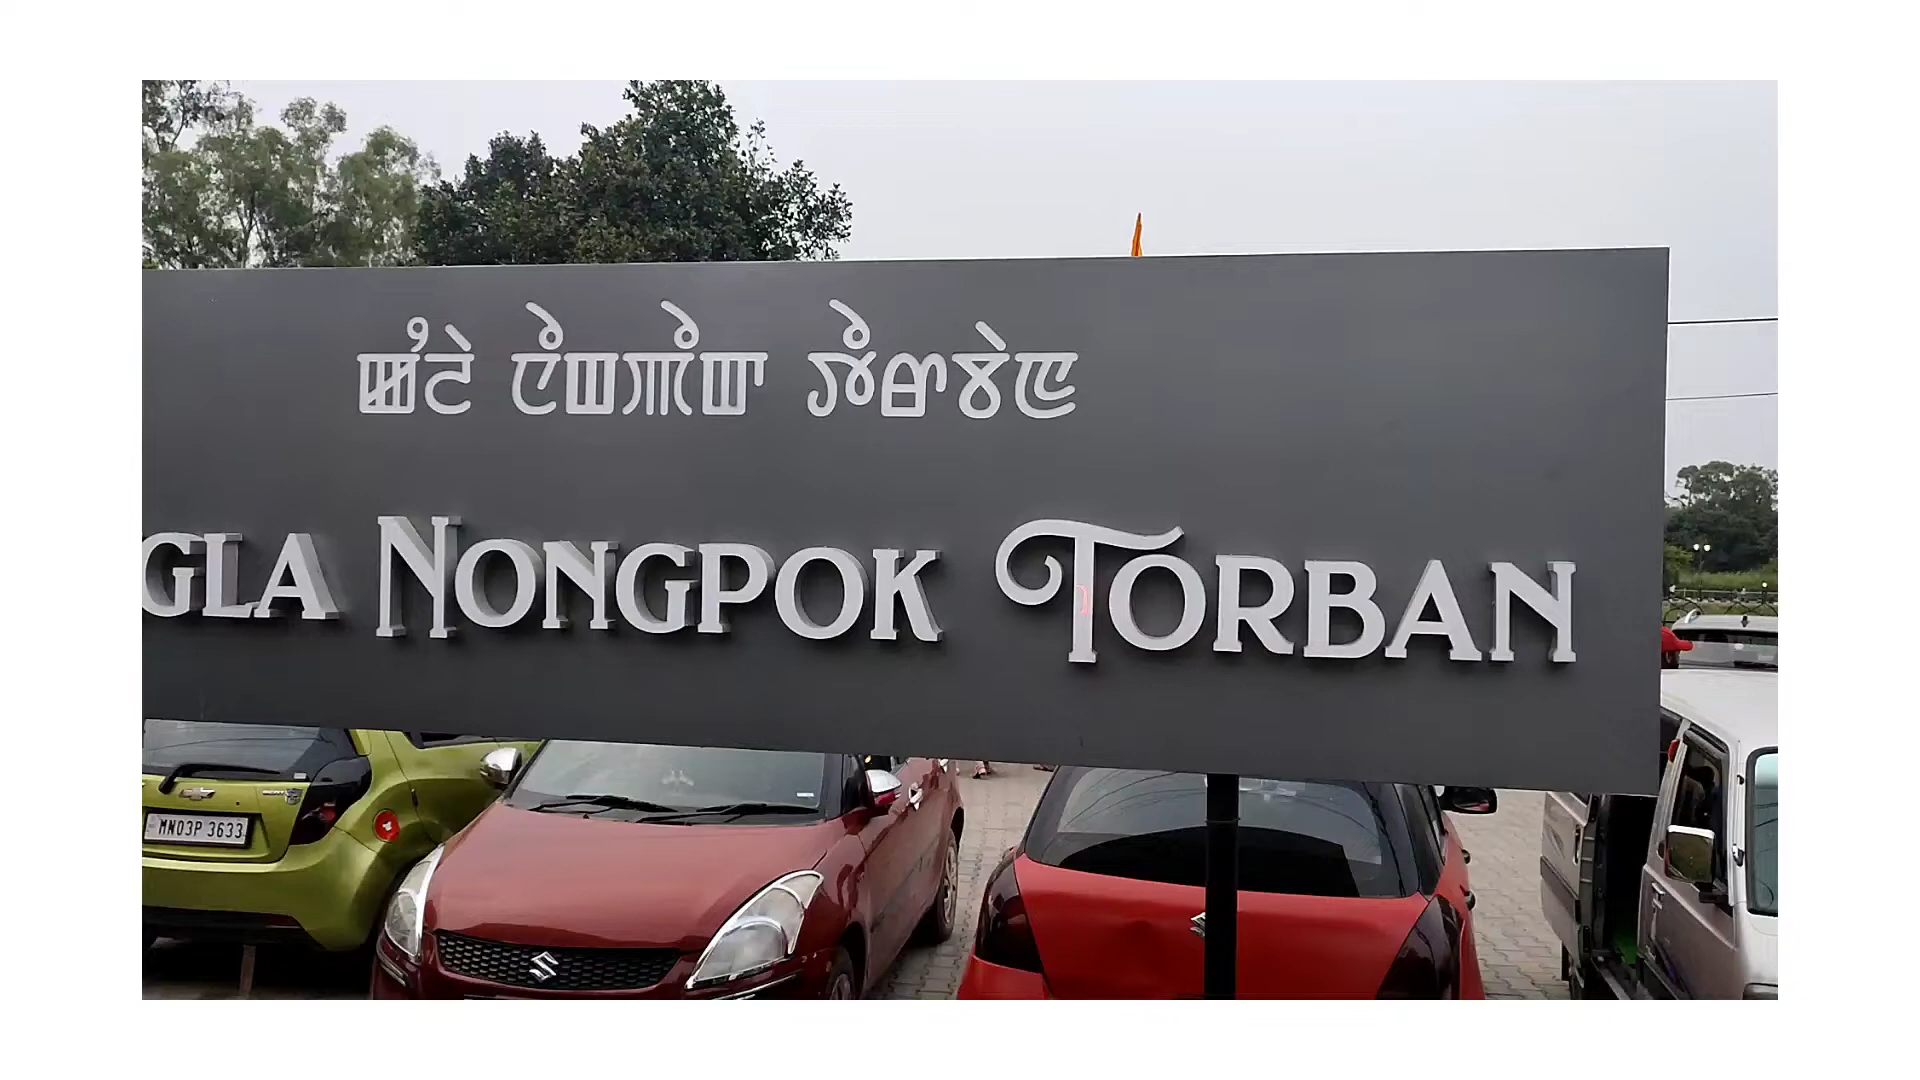 ꯀꯪꯂꯥ ꯅꯣꯡꯄꯣꯛ ꯇꯣꯔꯕꯥꯟ
GLA NONGPOK TORBAN
MN03P 3633